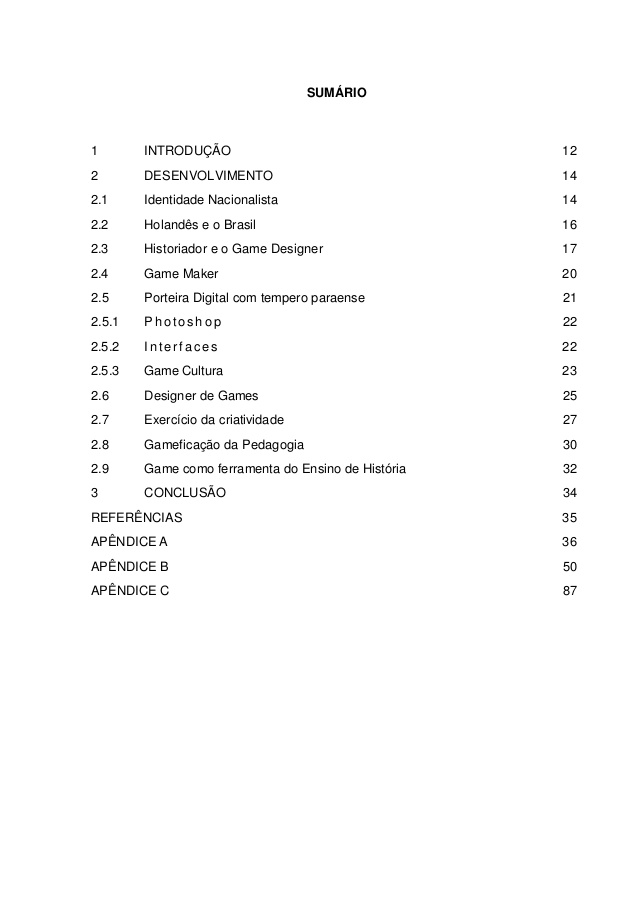 SUMÁRIO
1 INTRODUÇÃO 12
2 DESENVOLVIMENTO 14
2.1 Identidade Nacionalista 14
2.2 Holandês e o Brasil 16
2.3 Historiador e o Game Designer 17
2.4 Game Maker 20
2.5 Porteira Digital com tempero paraense 21
2.5.1 Photoshop 22
2.5.2 Interfaces 22
2.5.3 Game Cultura 23
2.6 Designer de Games 25
2.7 Exercício da criatividade 27
2.8 Gameficação da Pedagogia 30
2.9 Game como ferramenta do Ensino de História 32
3 CONCLUSÃO 34
REFERÊNCIAS 35
APÊNDICE A 36
APÊNDICE B 50
APÊNDICE C 87